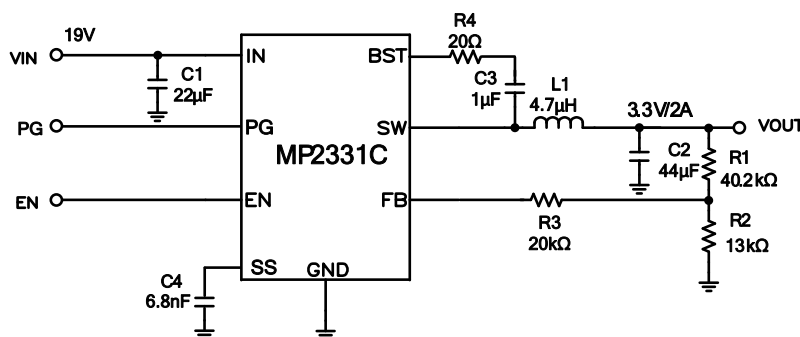 VIN
19V
C1
22µF
IN
PG
PG
EN
EN
C4
6.8nF
SS
GND
MP2331C
BST
SW
FB
R4
20Ω
C3
1µF
L1
4.7µH
3.3V/2A
VOUT
C2
44µF
R1
40.2kΩ
R3
20kΩ
R2
13kΩ